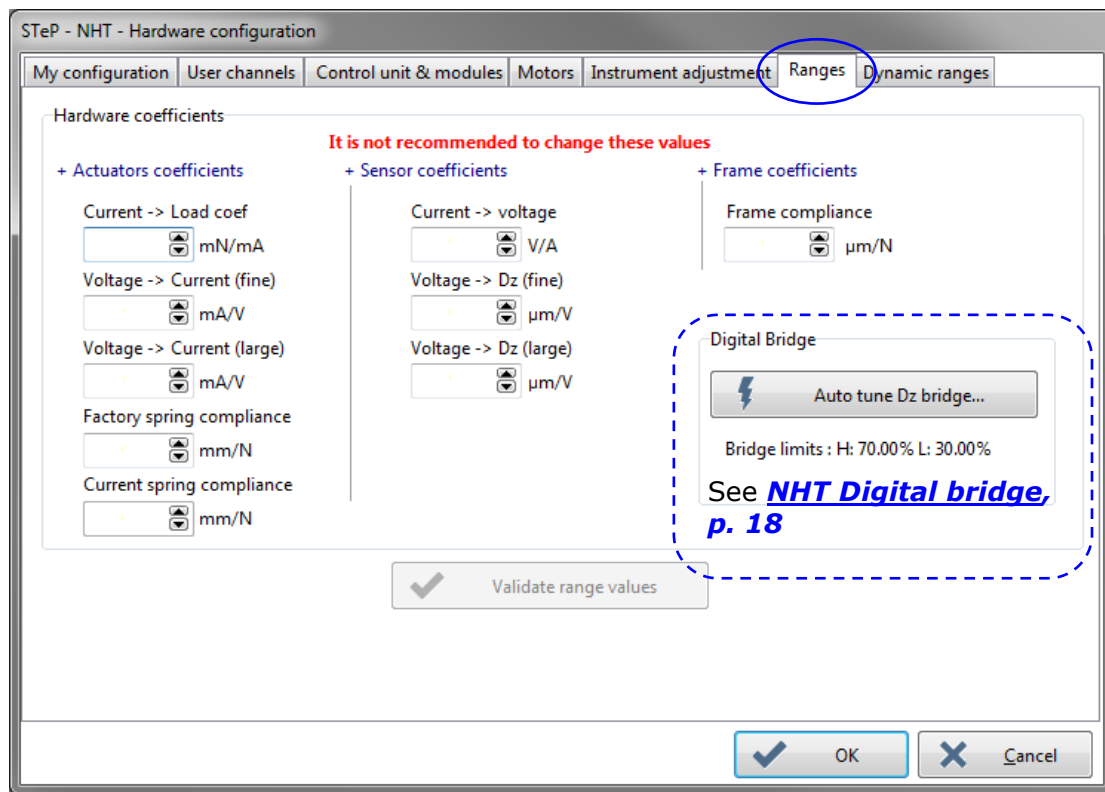 STeP - NHT - Hardware configuration
My configuration User channels Control unit & modules Motors Instrument adjustment Ranges Dynamic ranges
Hardware coefficients
It is not recommended to change these values
+ Actuators coefficients
Current -> Load coef
mN/mA
Voltage -> Current (fine)
mA/V
Voltage -> Current (large)
mA/V
Factory spring compliance
mm/N
Current spring compliance
mm/N
+ Sensor coefficients
Current -> voltage
V/A
Voltage -> Dz (fine)
µm/V
Voltage -> Dz (large)
µm/V
+ Frame coefficients
Frame compliance
µm/N
Digital Bridge
Auto tune Dz bridge...
Bridge limits : H: 70.00% L: 30.00%
See NHT Digital bridge,
p. 18
Validate range values
OK Cancel